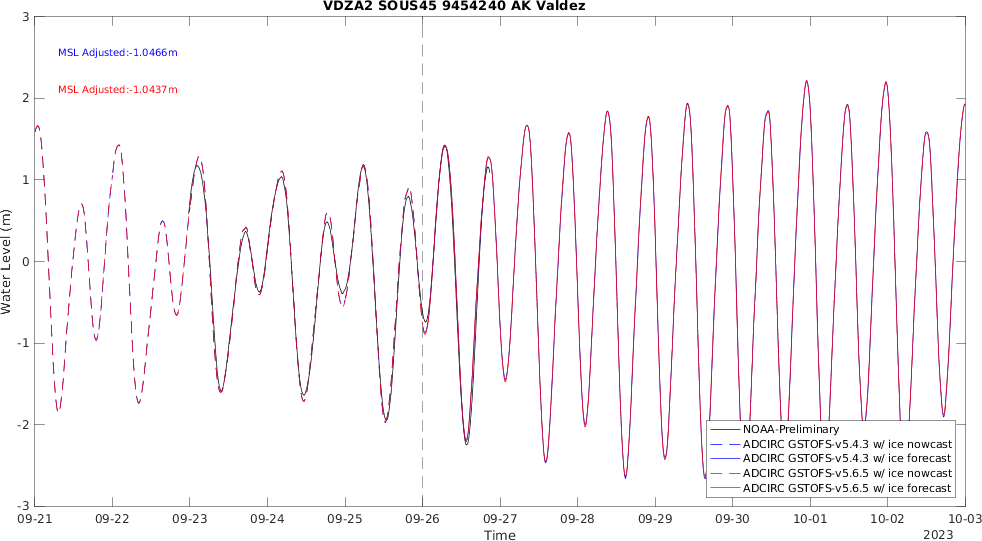 VDZA2 SOUS45 9454240 AK Valdez
3
MSL Adjusted:-1.0466m
MSL Adjusted:-1.0437m
2
1
0
-1
-2
-3
Water Level (m)
NOAA-Preliminary
ADCIRC GSTOFS-v5.4.3 w/ ice nowcast
ADCIRC GSTOFS-v5.4.3 w/ ice forecast
ADCIRC GSTOFS-v5.6.5 w/ ice nowcast
ADCIRC GSTOFS-v5.6.5 w/ ice forecast
09-21 09-22 09-23 09-24 09-25 09-26 09-27 09-28 09-29 09-30 10-01 10-02 10-03
Time
2023